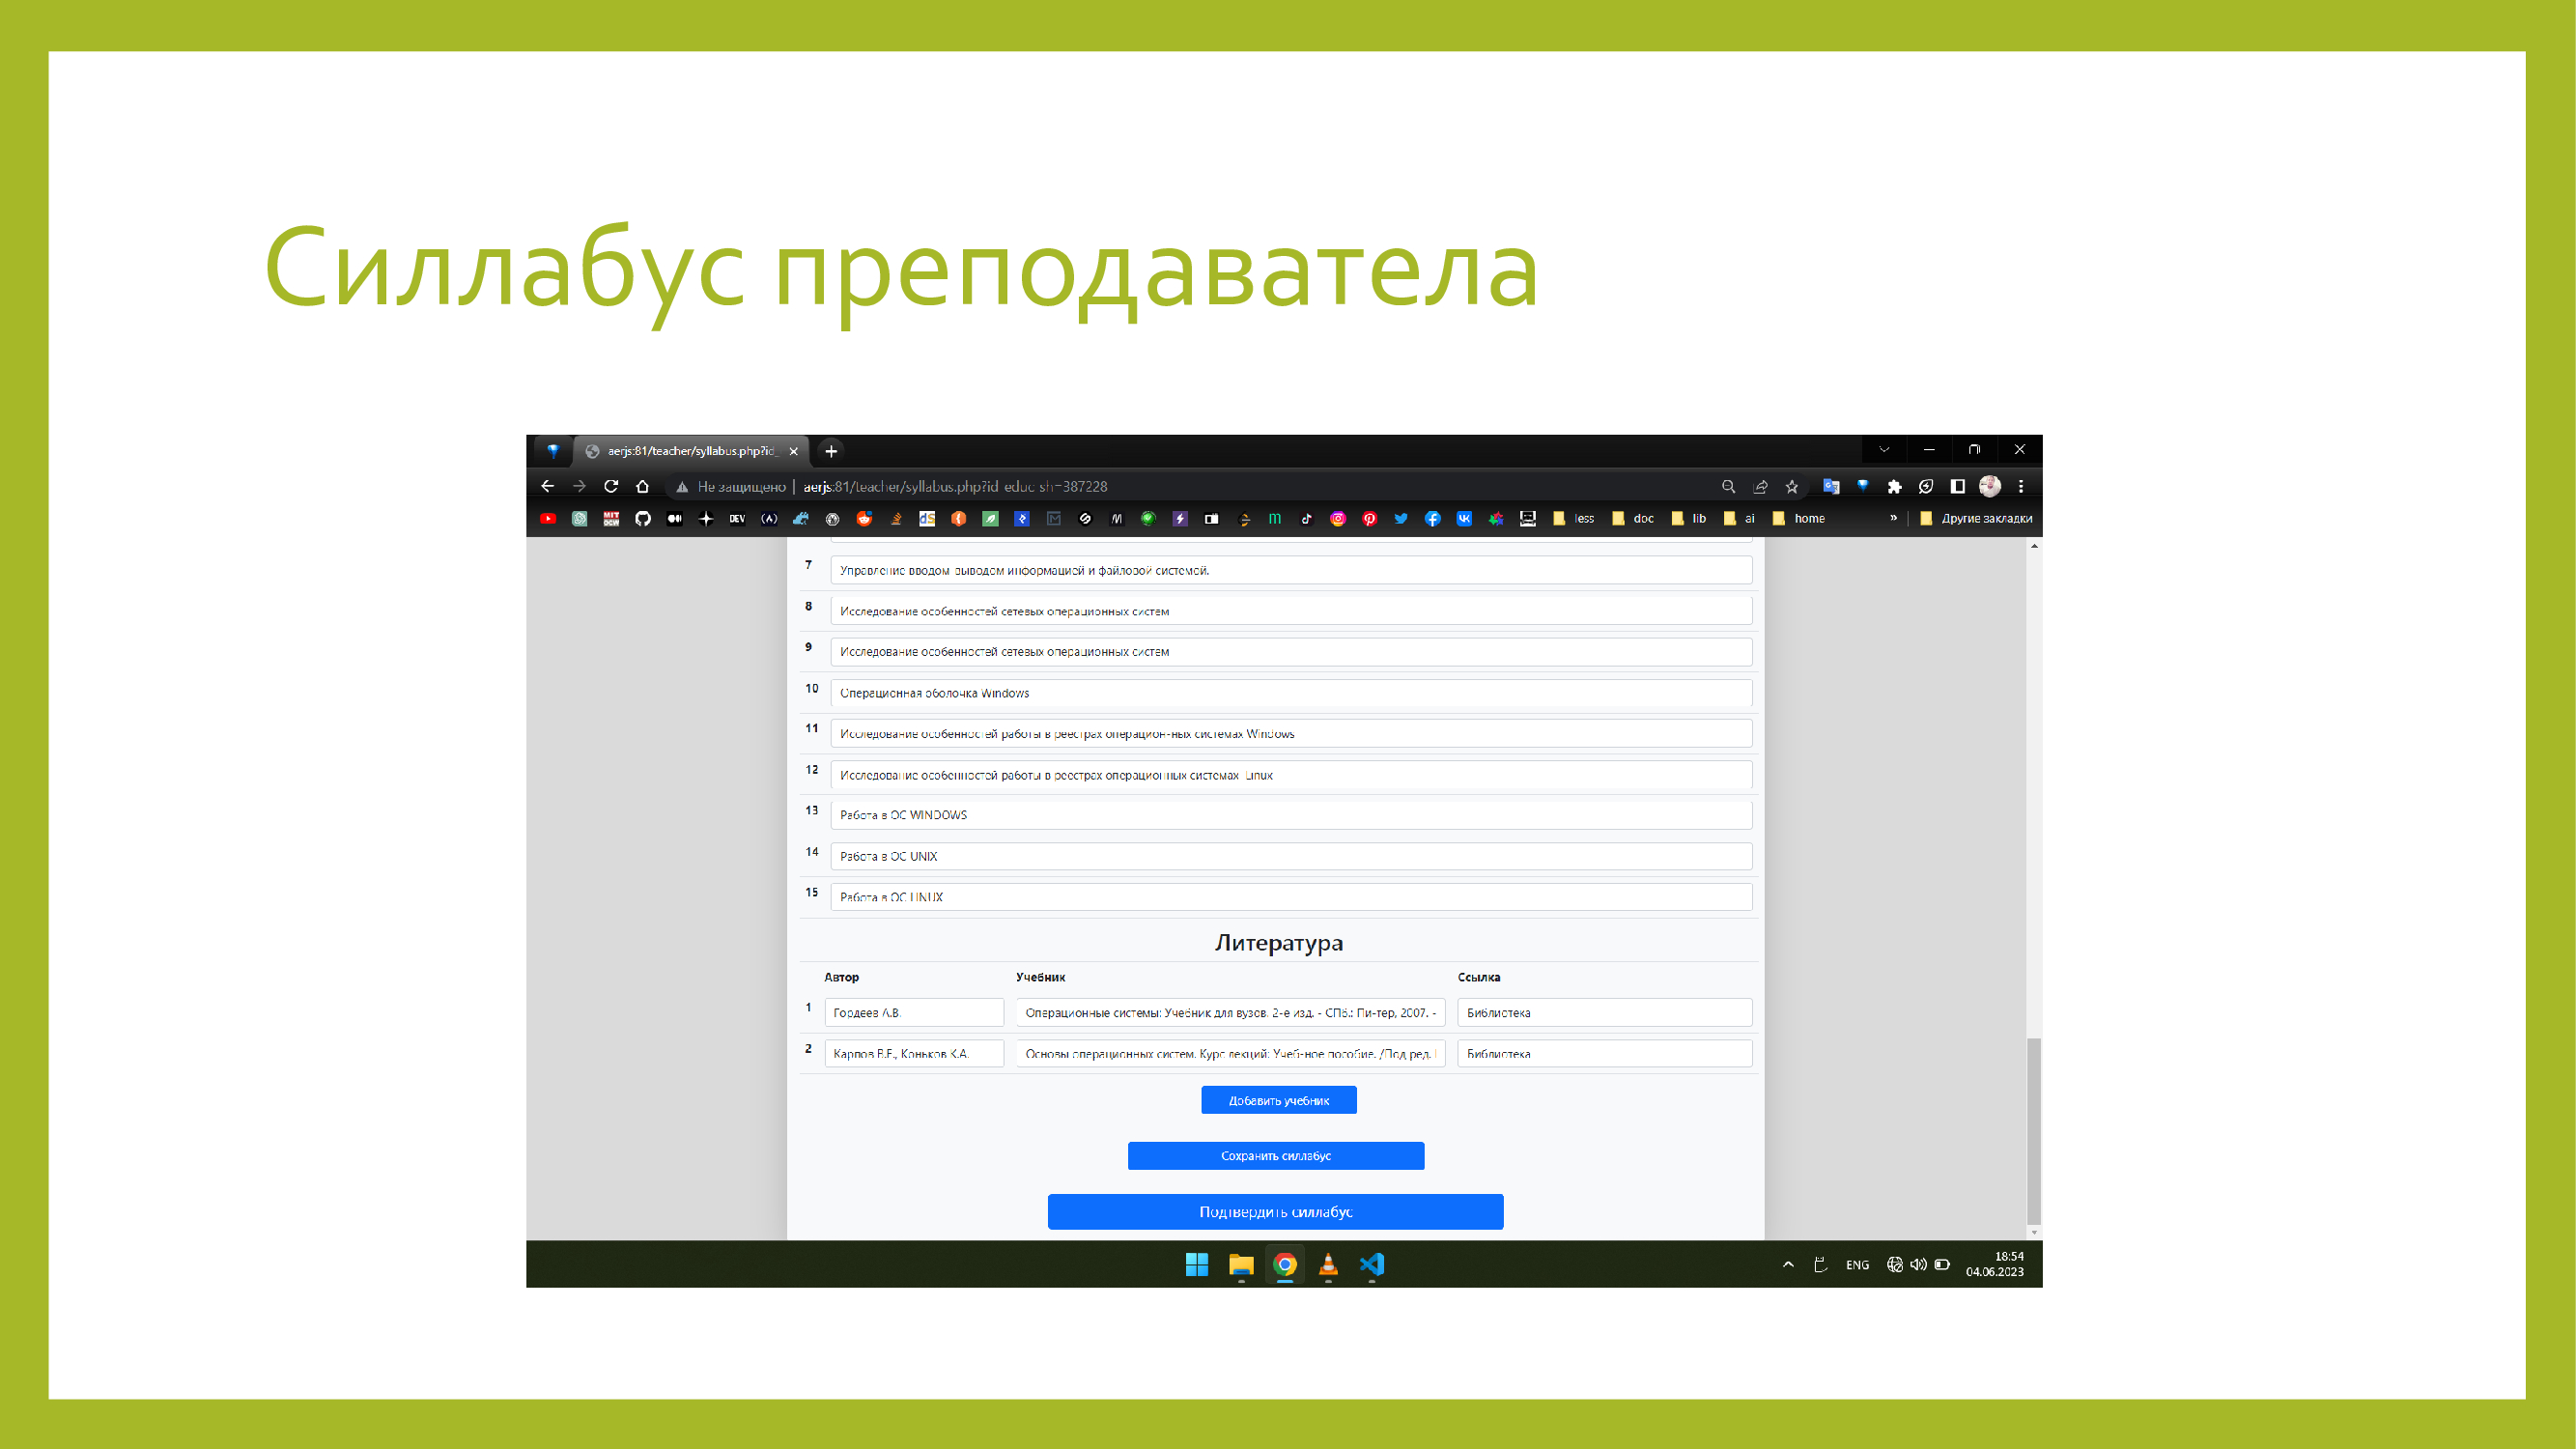 Силлабус преподавателя
aerjs:81/teacher/syllabus.php?id_
Не защищено | aerjs:81/teacher/syllabus.php?id_educ_sh=387228
DEV less doc lib ai home » Другие закладки
7 Управление вводом-выводом информацией и файловой системой.
8 Исследование особенностей сетевых операционных систем
9 Исследование особенностей сетевых операционных систем
10 Операционная оболочка Windows
11 Исследование особенностей работы в реестрах операцион-ных системах Windows
12 Исследование особенностей работы в реестрах операционных системах Linux
13 Работа в ОС WINDOWS
14 Работа в ОС UNIX
15 Работа в ОС LINUX
Литература
Автор Учебник Ссылка
1 Гордеев А.В. Операционные системы: Учебник для вузов. 2-е изд. - СПб.: Пи-тер, 2007. - Библиотека
2 Карпов В.Е., Коньков К.А. Основы операционных систем. Курс лекций: Учеб-ное пособие. /Под ред. Библиотека
Добавить учебник
Сохранить силлабус
Подтвердить силлабус
ENG 18:54
04.06.2023